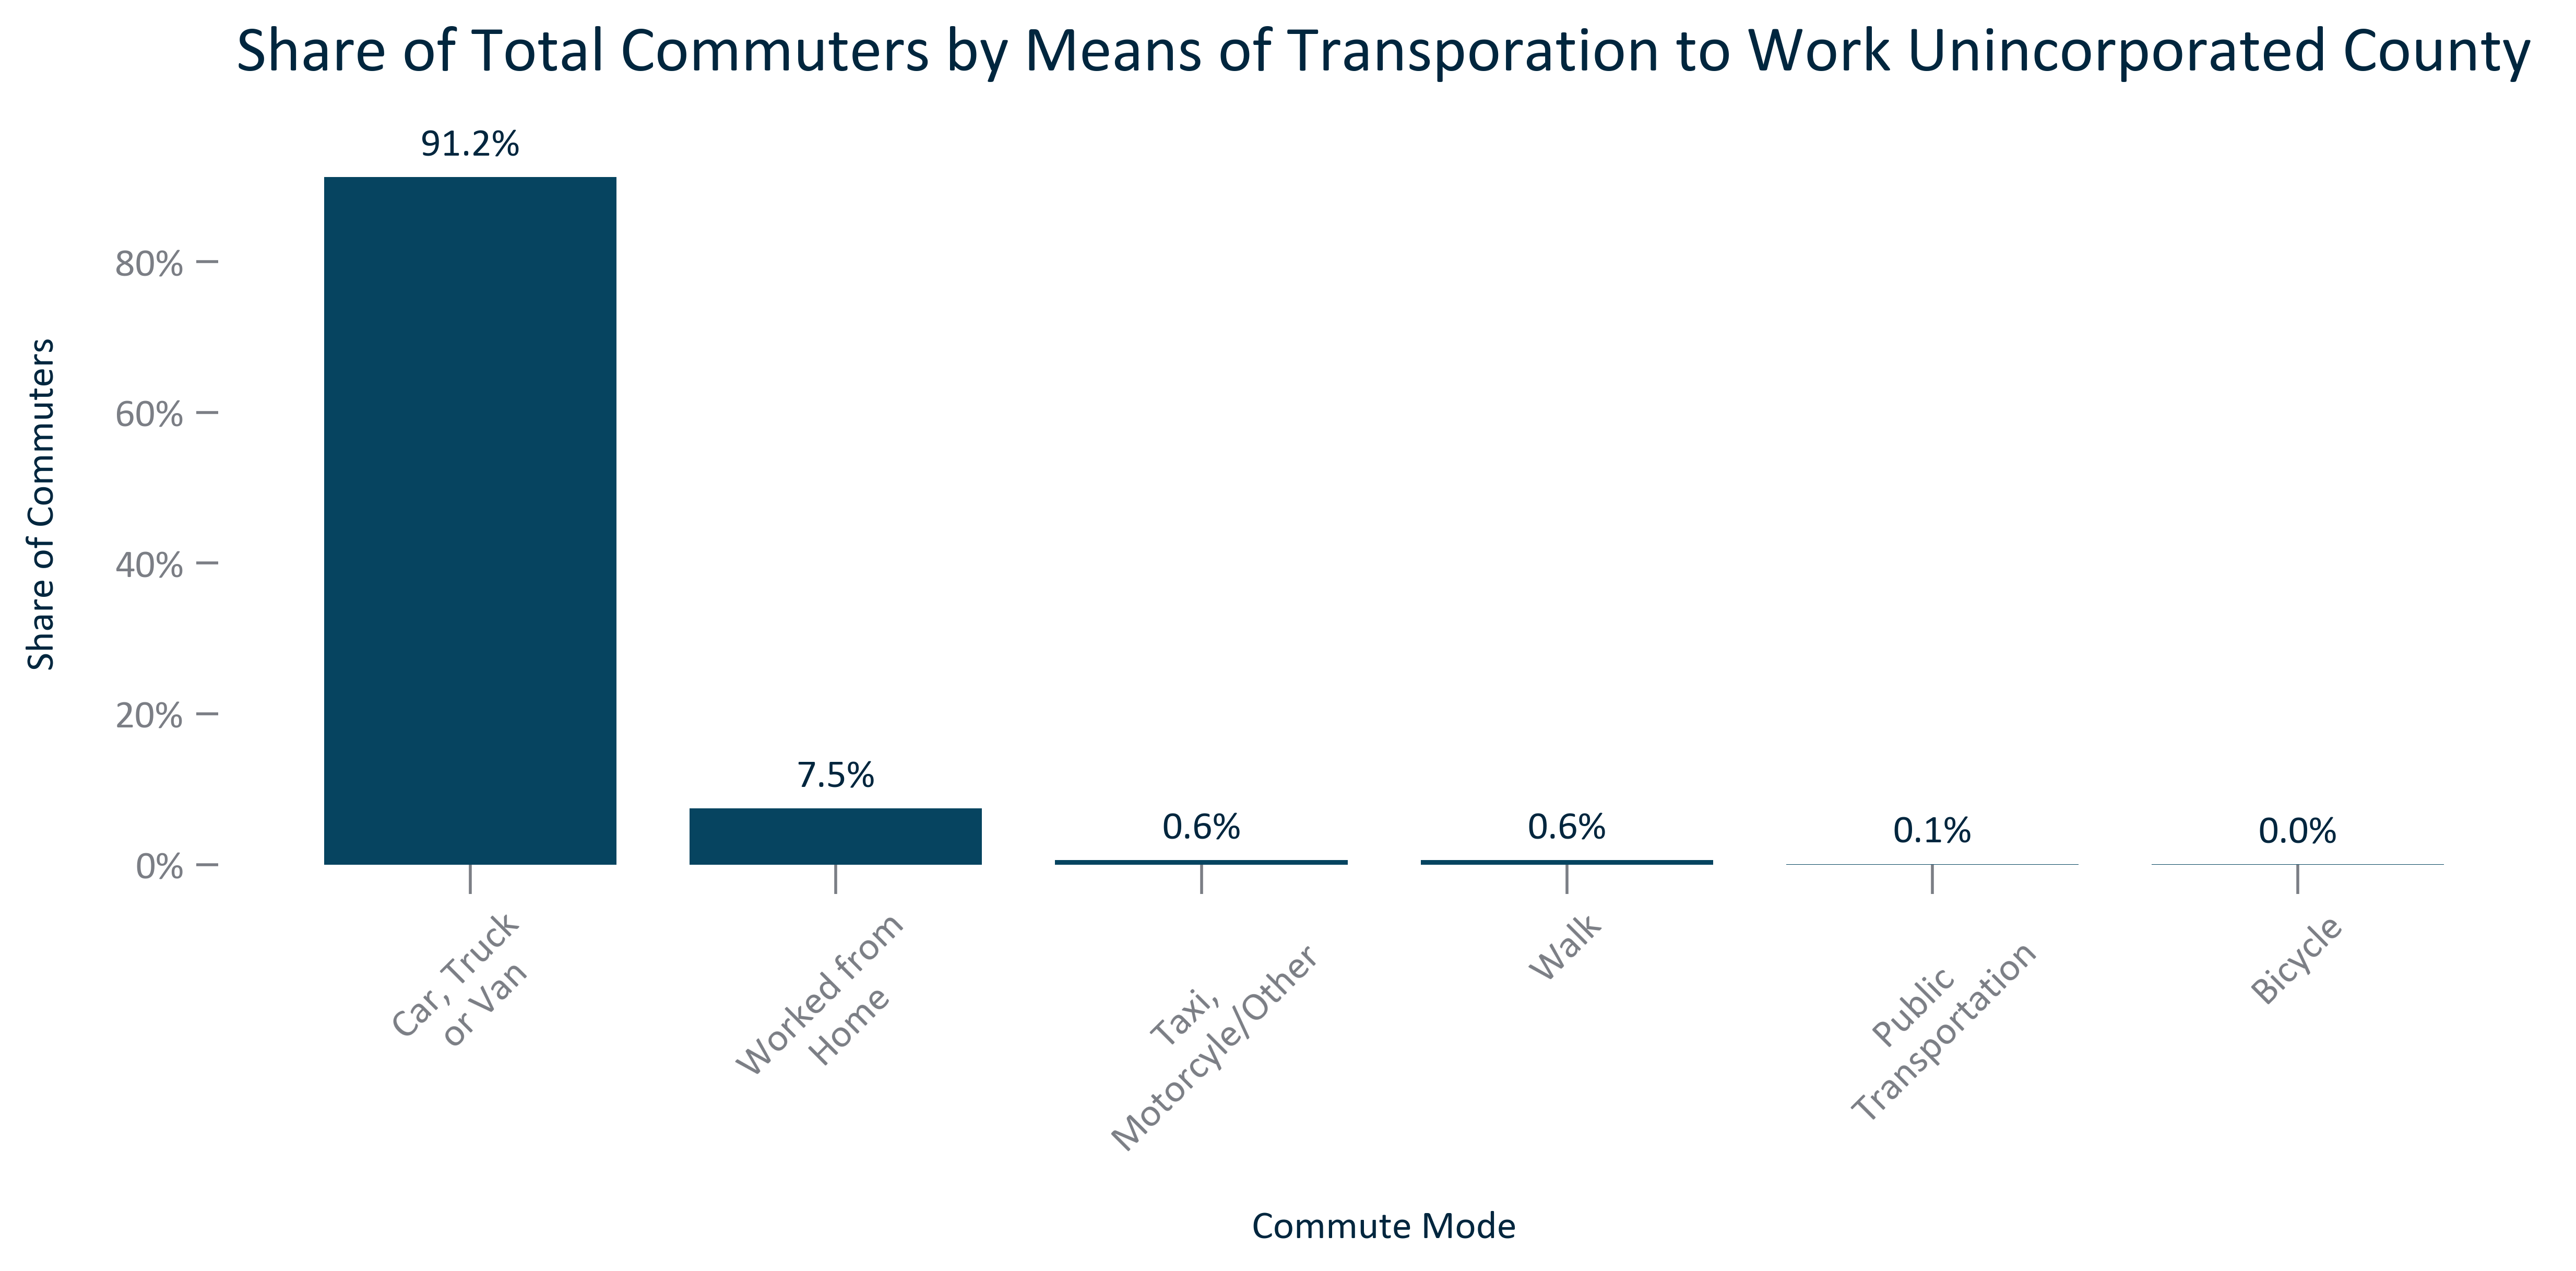 Share of Total Commuters by Means of Transporation to Work Unincorporated County
91.2%
80%
60%
40%
20%
0%
Share of Commuters
7.5%
0.6%
0.6%
0.1%
0.0%
Car, Truck
or Van
Worked from
Home
Taxi,
Motorcyle/Other
Walk
Public
Transportation
Bicycle
Commute Mode